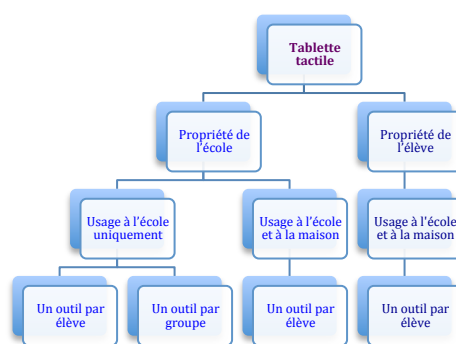 Tablette
tactile
Propriété de
l'école
Propriété de
l'élève
Usage à l'école
uniquement
Usage à l'école
et à la maison
Usage à l'école
et à la maison
Un outil par
élève
Un outil par
groupe
Un outil par
élève
Un outil par
élève